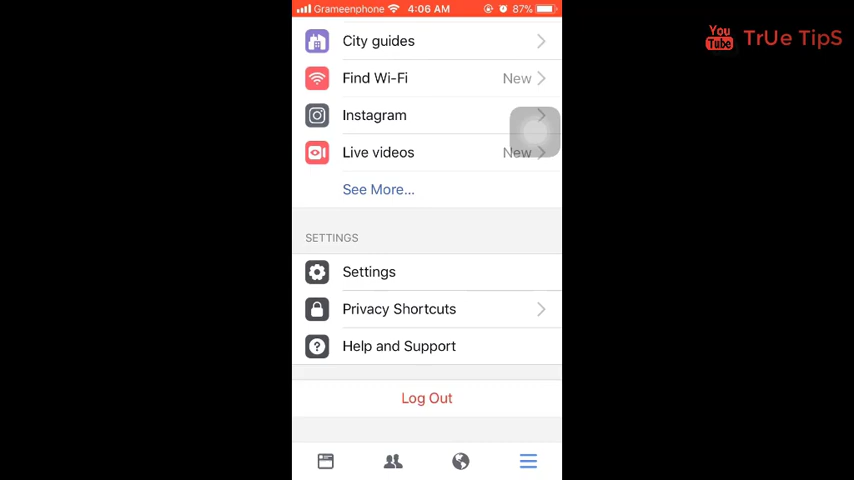 Grameenphone 4:06 AM 87%
You Tube TrUe TipS
City guides
Find Wi-Fi New
Instagram
Live videos New
See More...
SETTINGS
Settings
Privacy Shortcuts
Help and Support
Log Out